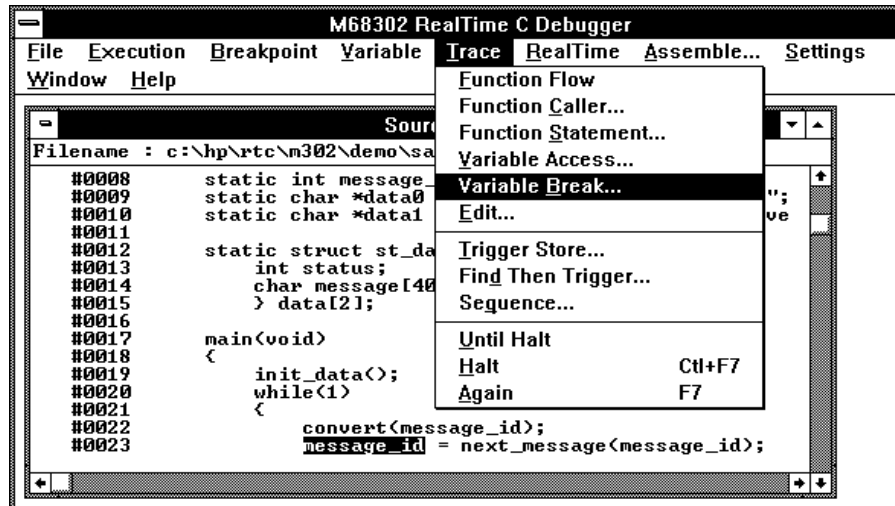 M68302 RealTime C Debugger
File Execution Breakpoint Variable Trace RealTime Assemble... Settings
Window Help
Function Flow
Function Caller...
Function Statement...
Variable Access...
Variable Break...
Edit...
Trigger Store...
Find Then Trigger...
Sequence...
Until Halt
Halt Ctl+F7
Again F7
Sour
Filename : c:\hp\rtc\m302\demo\sa
#0008 static int message_
#0009 static char *data0 ";
#0010 static char *data1 ve
#0011
#0012 static struct st_da
#0013 int status;
#0014 char message[40
#0015 } data[2];
#0016
#0017 main(void)
#0018 {
#0019 init_data();
#0020 while(1)
#0021 {
#0022 convert(message_id);
#0023 message_id = next_message(message_id);